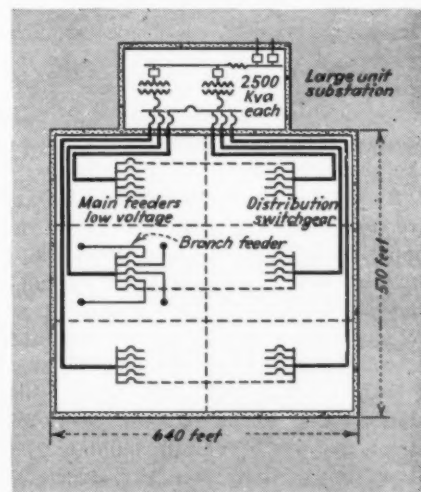 2500
Kva
each
Large unit
substation
Main feeders
low voltage
Distribution
switchgear
Branch feeder
510 feet
640 feet